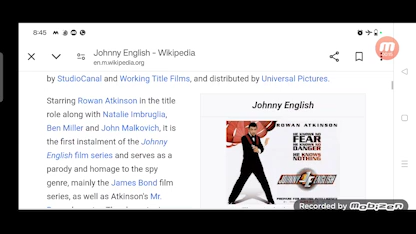 8:45
Johnny English – Wikipedia
en.m.wikipedia.org
by StudioCanal and Working Title Films, and distributed by Universal Pictures.
Starring Rowan Atkinson in the title
role along with Natalie Imbruglia,
Ben Miller and John Malkovich, it is
the first instalment of the Johnny
English film series and serves as a
parody and homage to the spy
genre, mainly the James Bond film
series, as well as Atkinson's Mr.
Johnny English
ROWAN ATKINSON
HE KNOWS NO
FEAR
HE KNOWS NO
DANGER
HE KNOWS
NOTHING
JOHNNY ENGLISH
Recorded by mobizen